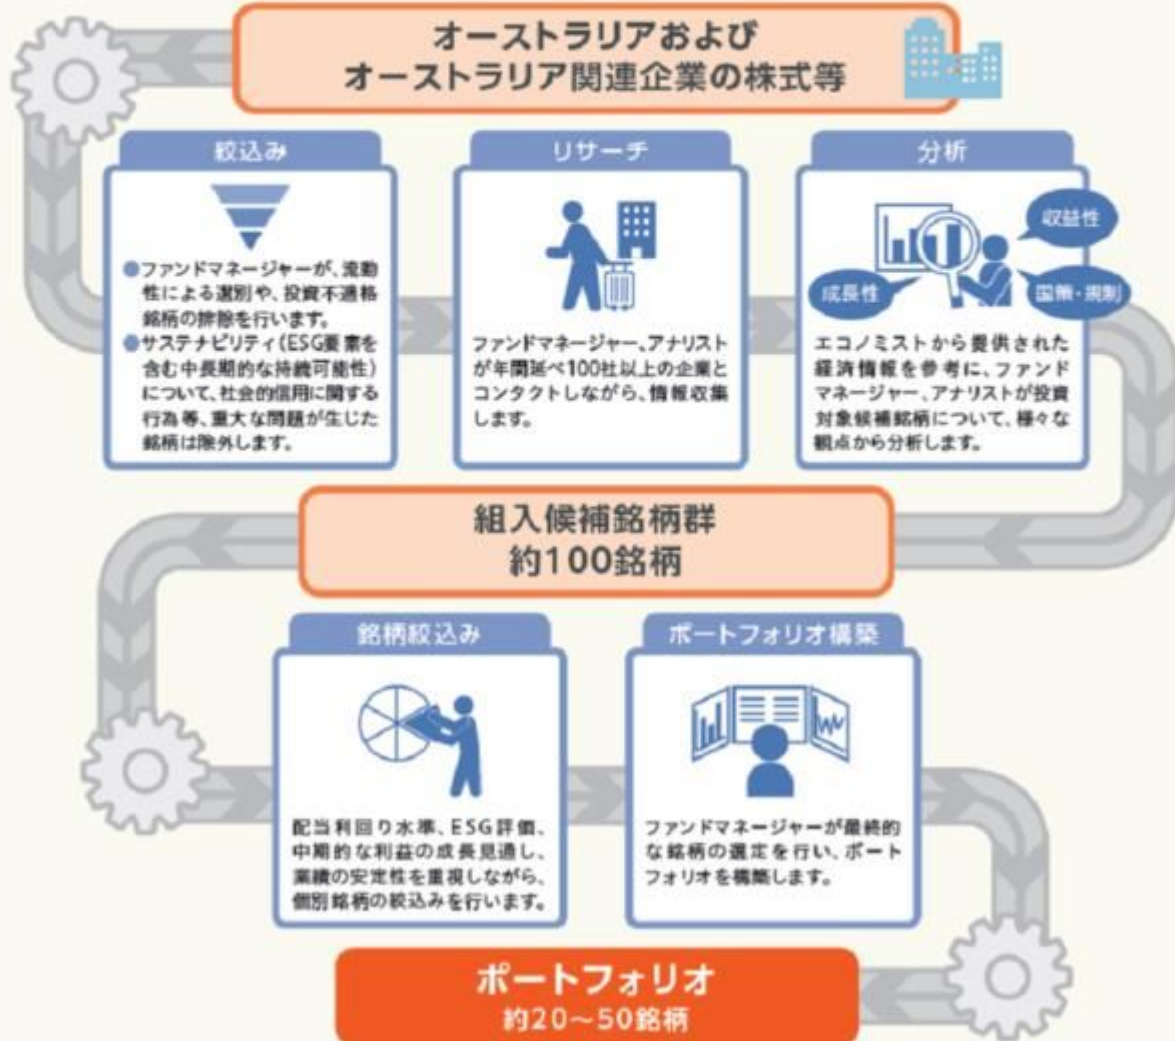 オーストラリアおよび
オーストラリア関連企業の株式等
絞込み
●ファンドマネージャーが、流動
性による選別や、投資不適格
銘柄の排除を行います。
●サステナビリティ(ESG要素を
含む中長期的な持続可能性)
について、社会的信用に関する
行為等、重大な問題が生じた
銘柄は除外します。
リサーチ
ファンドマネージャー、アナリスト
が年間延べ100社以上の企業と
コンタクトしながら、情報収集
します。
分析
収益性
成長性
国策・規制
エコノミストから提供された
経済情報を参考に、ファンド
マネージャー、アナリストが投資
対象候補銘柄について、様々な
観点から分析します。
組入候補銘柄群
約100銘柄
銘柄絞込み
配当利回り水準、ESG評価、
中期的な利益の成長見通し、
業績の安定性を重視しながら、
個別銘柄の絞込みを行います。
ポートフォリオ構築
ファンドマネージャーが最終的
な銘柄の選定を行い、ポート
フォリオを構築します。
ポートフォリオ
約20〜50銘柄